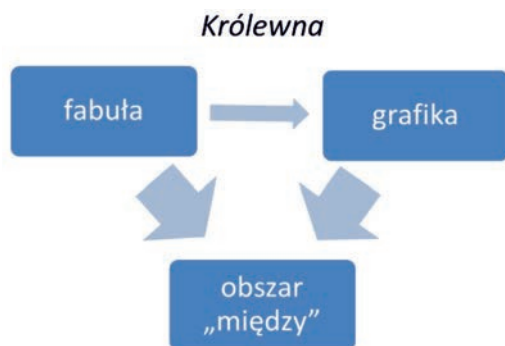 Królewna
fabuła
grafika
obszar
„między”